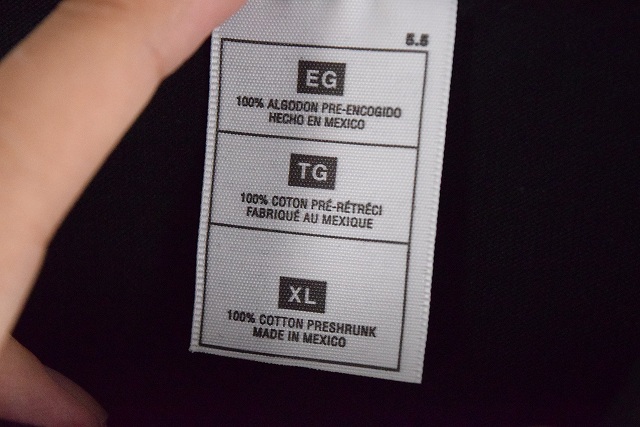 5.5
EG
100% ALGODON PRE-ENCOGIDO
HECHO EN MEXICO
TG
100% COTON PRÉ-RÉTRÉCI
FABRIQUÉ AU MEXIQUE
XL
100% COTTON PRESHRUNK
MADE IN MEXICO